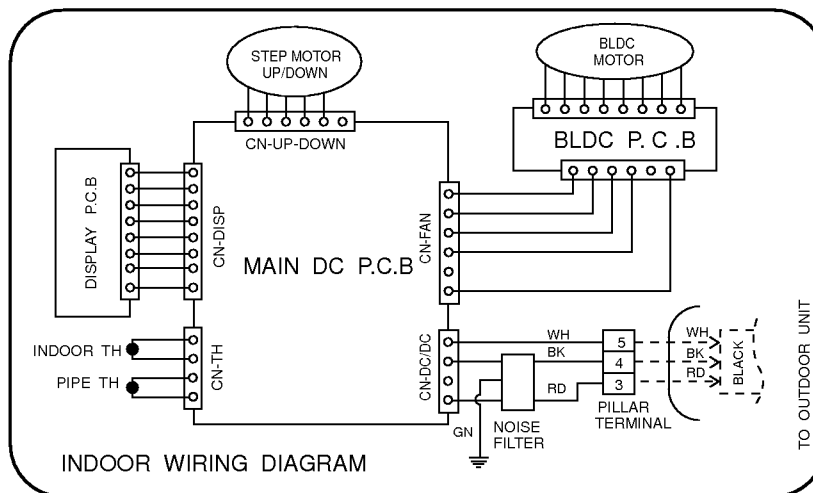 STEP MOTOR
UP/DOWN
BLDC
MOTOR
CN-UP-DOWN
BLDC P.C.B
DISPLAY P.C.B
CN-DISP
MAIN DC P.C.B
CN-FAN
INDOOR TH
PIPE TH
CN-TH
CN-DC/DC
WH
BK
RD
GN
NOISE
FILTER
5
4
3
PILLAR
TERMINAL
WH
BK
RD
BLACK
TO OUTDOOR UNIT
INDOOR WIRING DIAGRAM